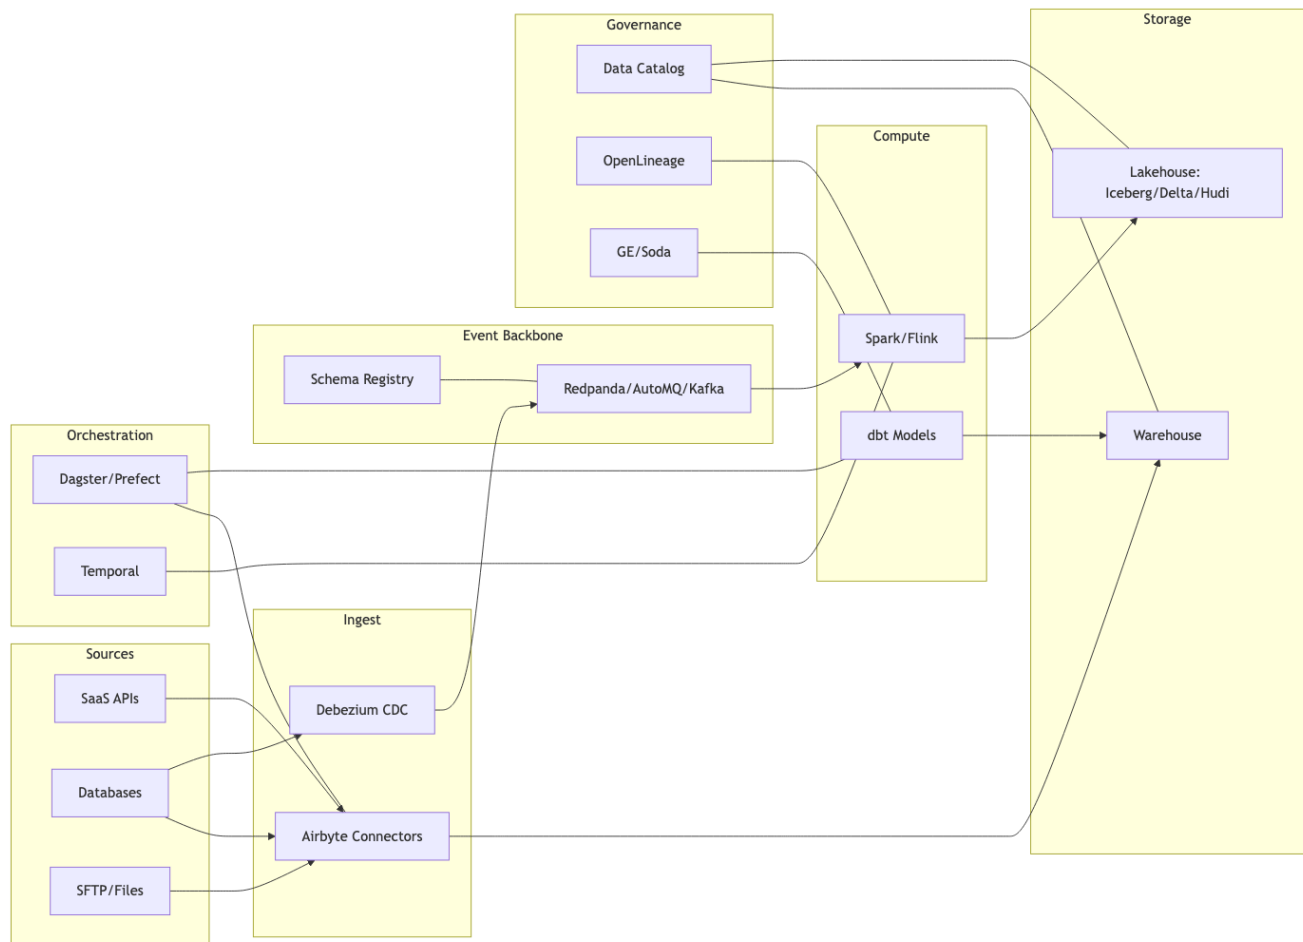 Governance
Data Catalog
OpenLineage
GE/Soda
Storage
Lakehouse:
Iceberg/Delta/Hudi
Warehouse
Compute
Spark/Flink
dbt Models
Event Backbone
Schema Registry
Redpanda/AutoMQ/Kafka
Orchestration
Dagster/Prefect
Temporal
Ingest
Debezium CDC
Airbyte Connectors
Sources
SaaS APIs
Databases
SFTP/Files